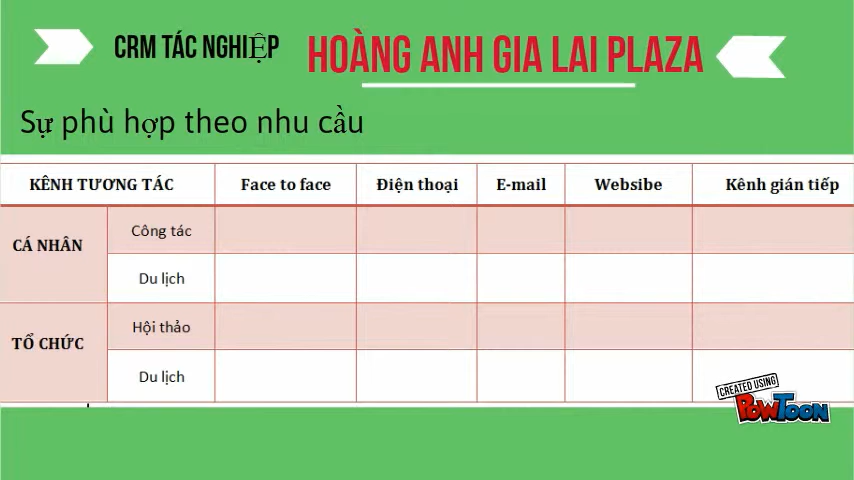 CRM TÁC NGHIỆP
HOÀNG ANH GIA LAI PLAZA
Sự phù hợp theo nhu cầu
KÊNH TƯƠNG TÁC Face to face Điện thoại E-mail Websibe Kênh gián tiếp
CÁ NHÂN
Công tác
Du lịch
TỔ CHỨC
Hội thảo
Du lịch
CREATED USING
POWTOON